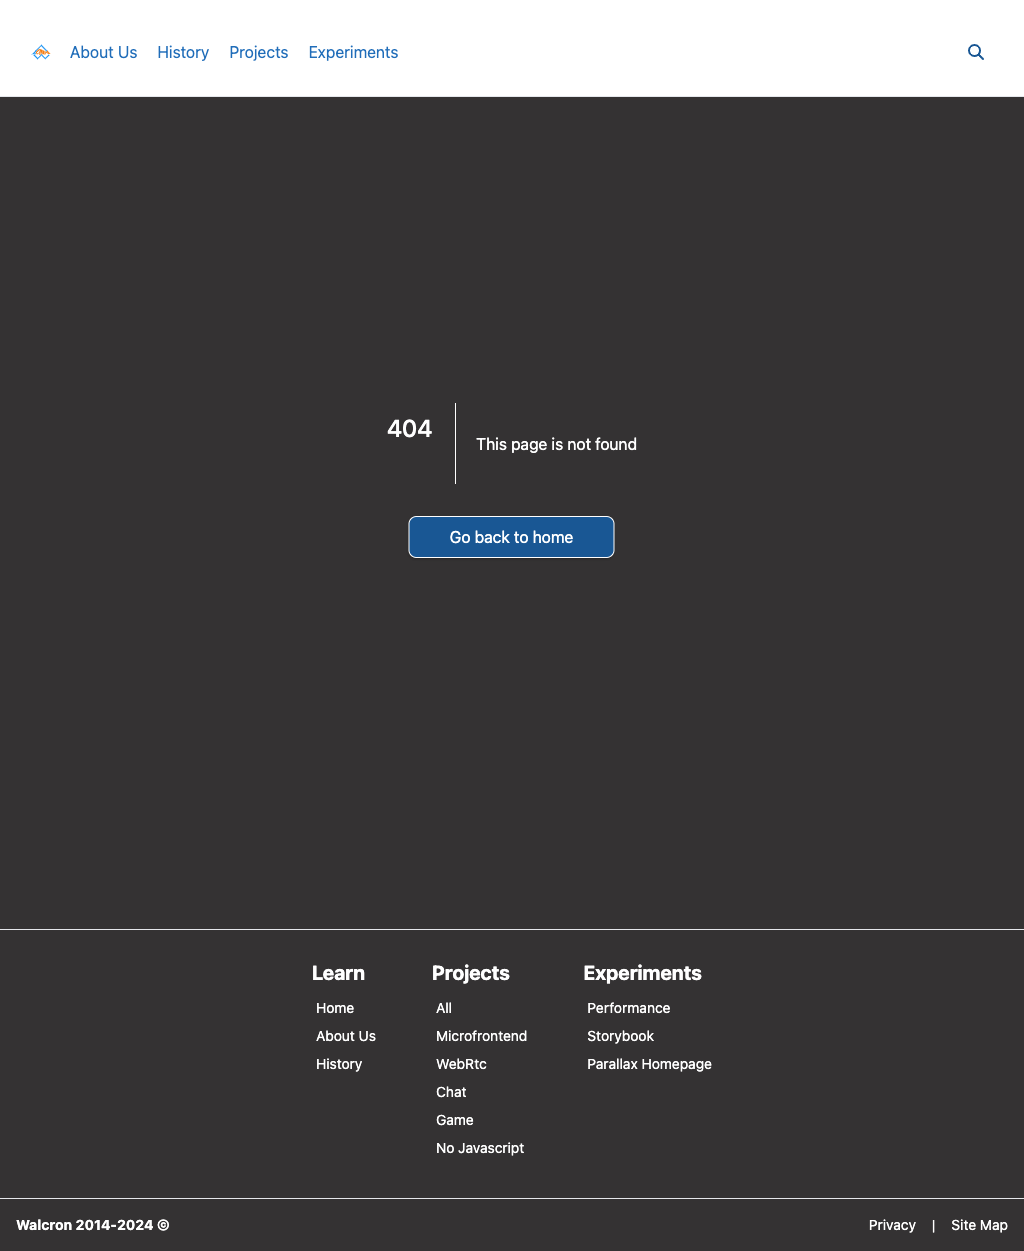 About Us History Projects Experiments
404
This page is not found
Go back to home
Learn
Home
About Us
History
Projects
All
Microfrontend
WebRtc
Chat
Game
No Javascript
Experiments
Performance
Storybook
Parallax Homepage
Walcron 2014-2024 ©
Privacy | Site Map